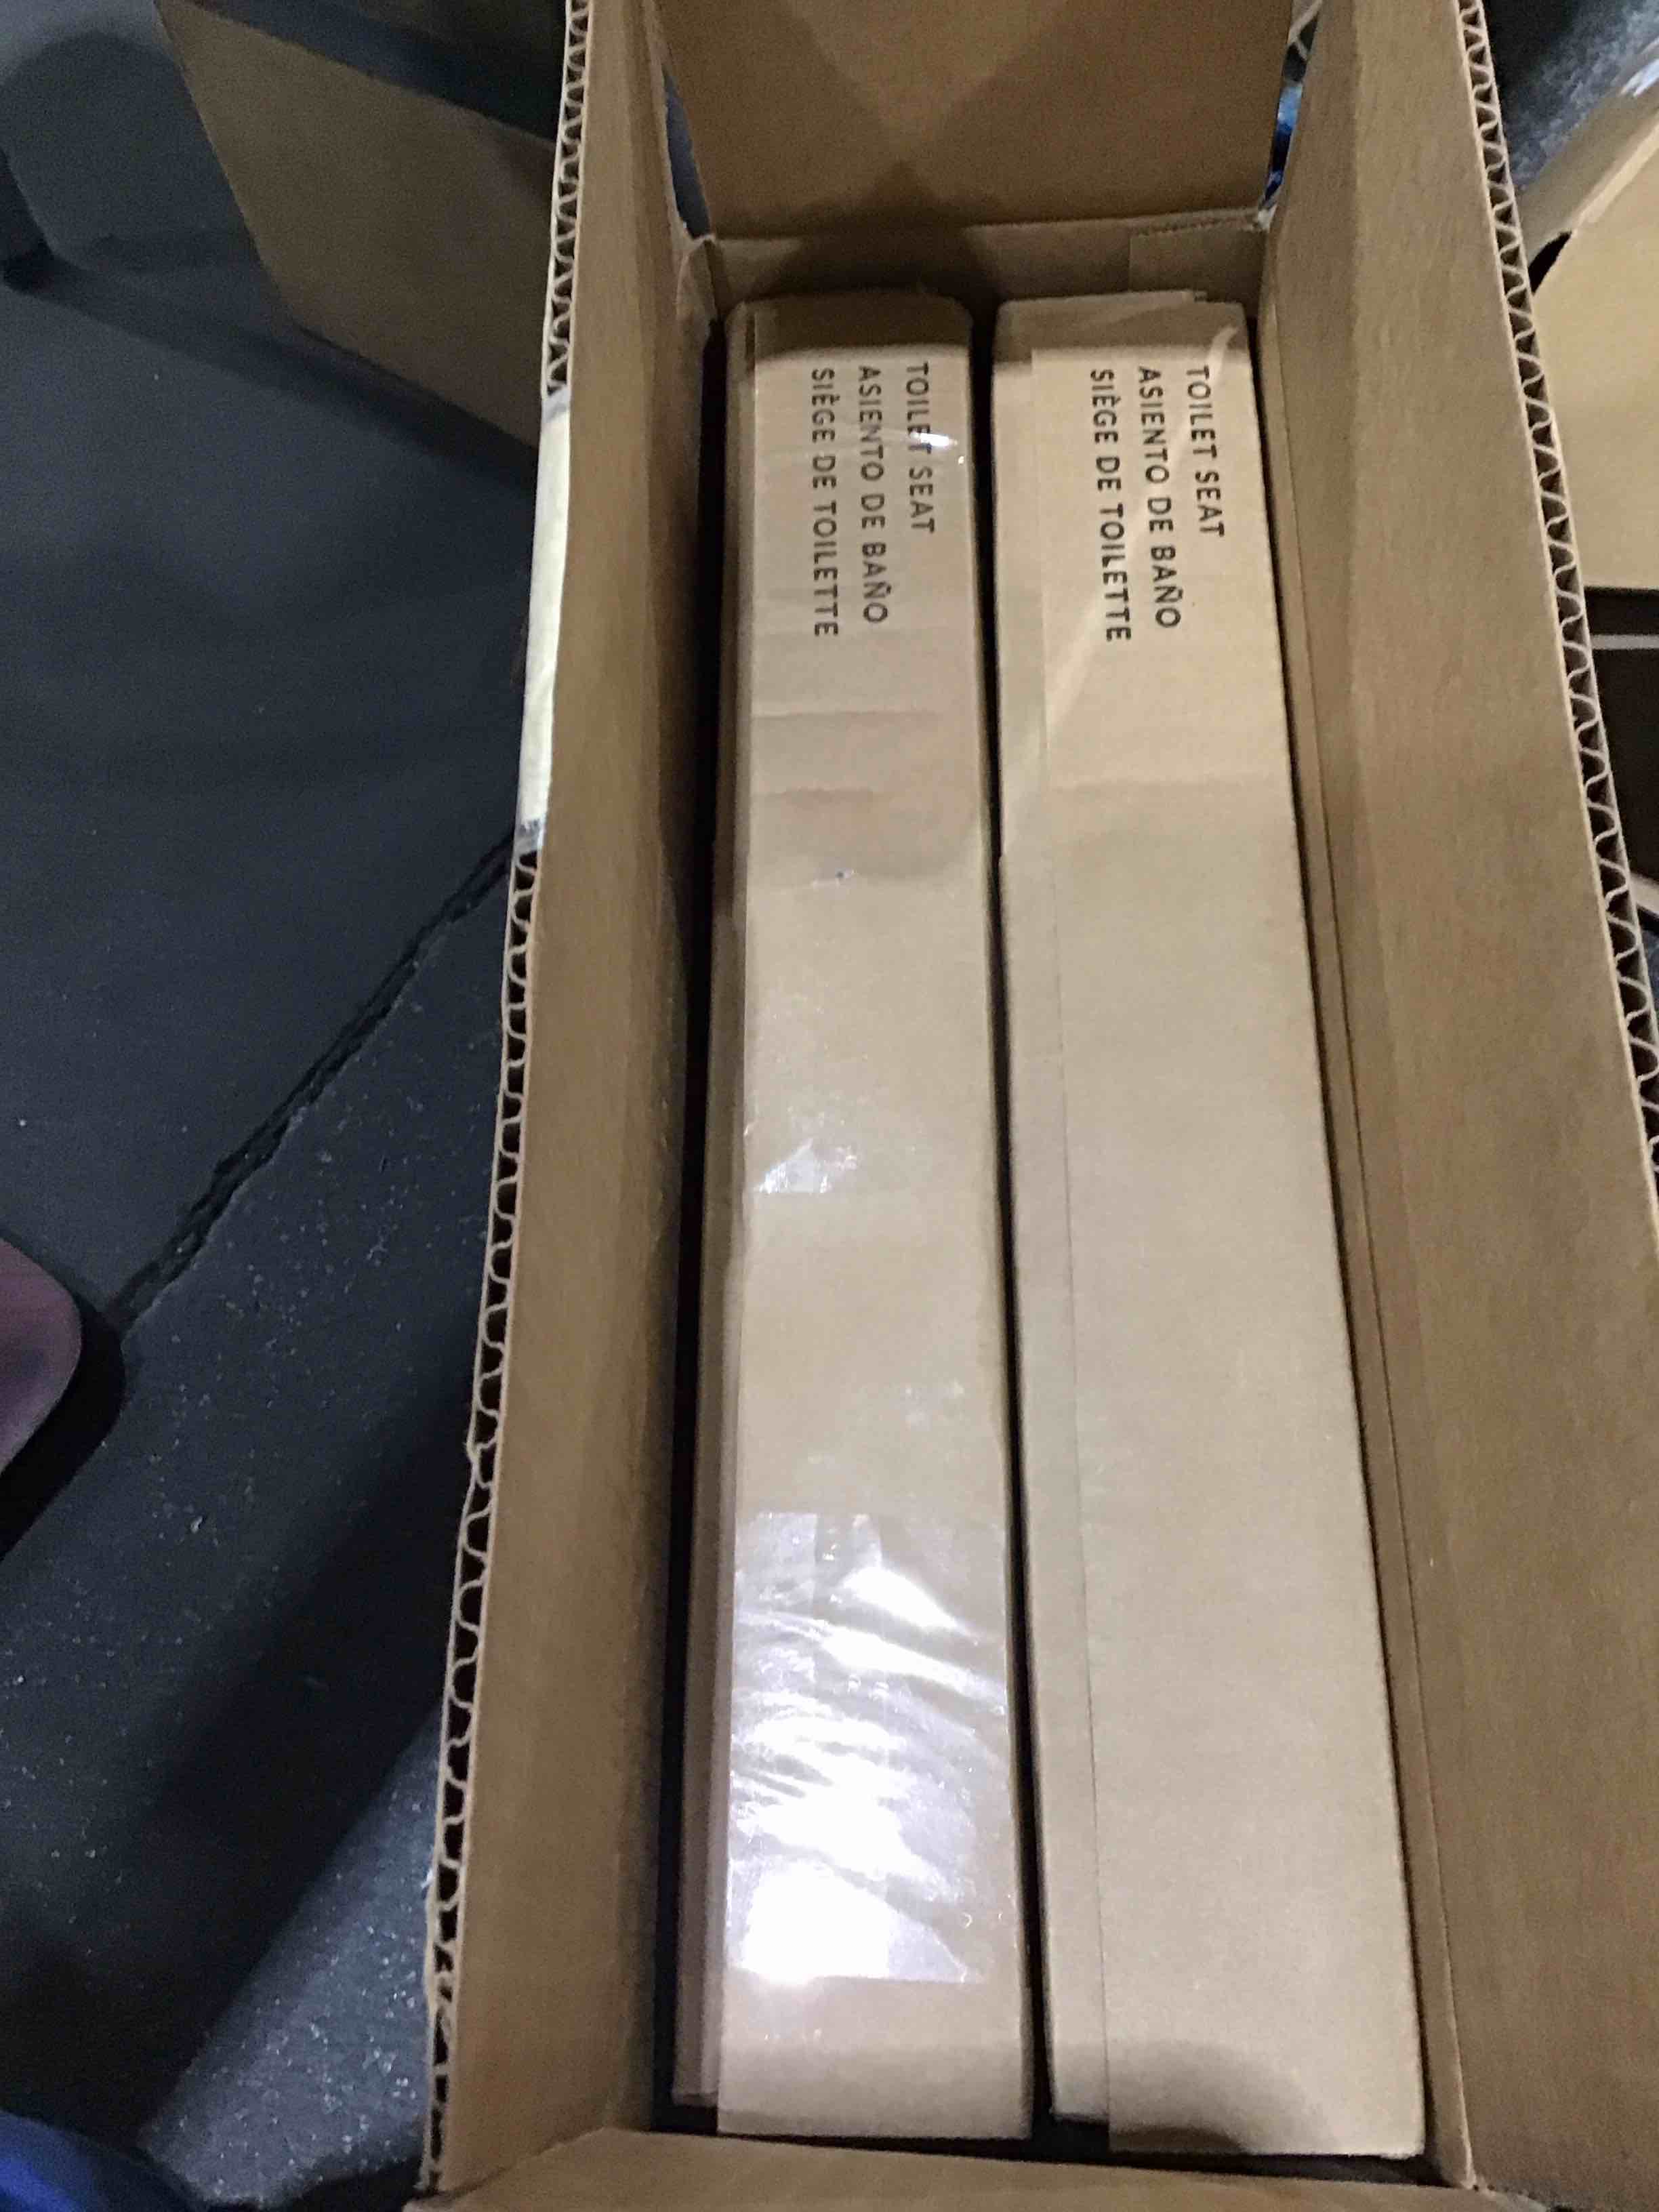 TOILET SEAT
ASIENTO DE BAÑO
SIÈGE DE TOILETTE
TOILET SEAT
ASIENTO DE BAÑO
SIÈGE DE TOILETTE